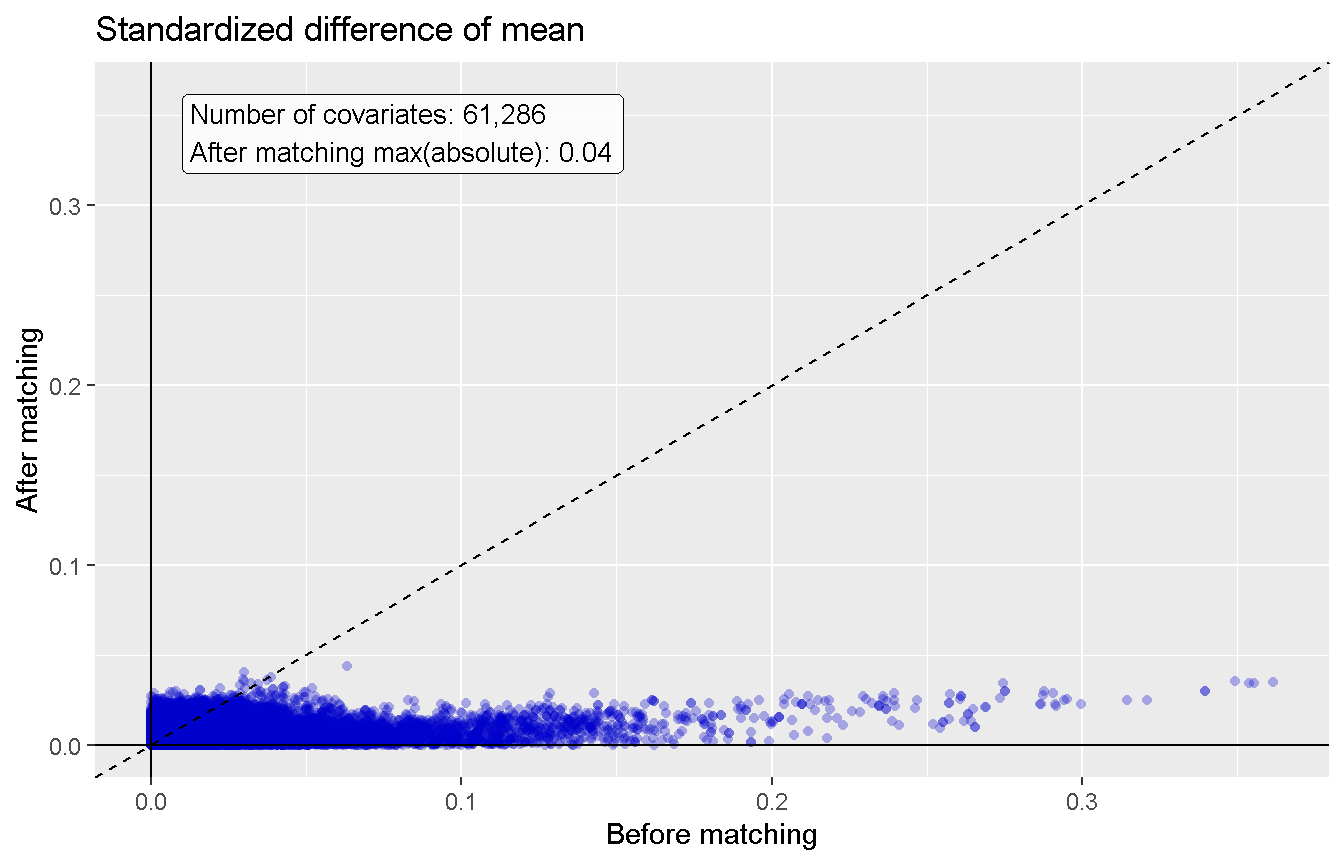 Standardized difference of mean
Number of covariates: 61,286
After matching max(absolute): 0.04
After matching
0.3
0.2
0.1
0.0
0.0
0.1
0.2
0.3
Before matching